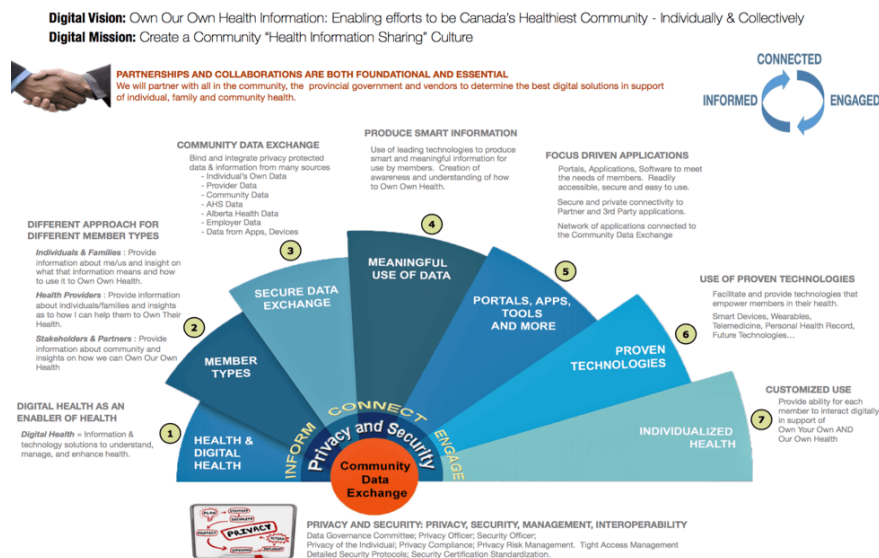 Digital Vision: Own Our Own Health Information: Enabling efforts to be Canada's Healthiest Community - Individually & Collectively
Digital Mission: Create a Community "Health Information Sharing" Culture
PARTNERSHIPS AND COLLABORATIONS ARE BOTH FOUNDATIONAL AND ESSENTIAL
We will partner with all in the community, the provincial government and vendors to determine the best digital solutions in support
of individual, family and community health.
CONNECTED
INFORMED
ENGAGED
DIGITAL HEALTH AS AN
ENABLER OF HEALTH
Digital Health = Information &
technology solutions to understand,
manage, and enhance health.
1
HEALTH &
DIGITAL
HEALTH
DIFFERENT APPROACH FOR
DIFFERENT MEMBER TYPES
Individuals & Families : Provide
information about me/us and insight on
what that information means and how
to use it to Own Own Health.
Health Providers : Provide information
about individuals/families and insights
as to how I can help them to Own Their
Health.
Stakeholders & Partners : Provide
information about community and
insights on how we can Own Our Own
Health
2
MEMBER
TYPES
COMMUNITY DATA EXCHANGE
Bind and integrate privacy protected
data & information from many sources
- Individual's Own Data
- Provider Data
- Community Data
- AHS Data
- Alberta Health Data
- Employer Data
- Data from Apps, Devices
3
SECURE DATA
EXCHANGE
PRODUCE SMART INFORMATION
Use of leading technologies to produce
smart and meaningful information for
use by members. Creation of
awareness and understanding of how
to Own Own Health.
4
MEANINGFUL
USE OF DATA
FOCUS DRIVEN APPLICATIONS
Portals, Applications, Software to meet
the needs of members. Readily
accessible, secure and easy to use.
Secure and private connectivity to
Partner and 3rd Party applications.
Network of applications connected to
the Community Data Exchange
5
PORTALS, APPS,
TOOLS
AND MORE
USE OF PROVEN TECHNOLOGIES
Facilitate and provide technologies that
empower members in their health.
Smart Devices, Wearables,
Telemedicine, Personal Health Record,
Future Technologies...
6
PROVEN
TECHNOLOGIES
CUSTOMIZED USE
Provide ability for each
member to interact digitally
in support of
Own Your Own AND
Our Own Health
7
INDIVIDUALIZED
HEALTH
INFORM
CONNECT
ENGAGE
Privacy and Security
Community
Data
Exchange
PLAN
PRIVACY
PRIVACY AND SECURITY: PRIVACY, SECURITY, MANAGEMENT, INTEROPERABILITY
Data Governance Committee; Privacy Officer; Security Officer;
Privacy of the Individual; Privacy Compliance; Privacy Risk Management. Tight Access Management
Detailed Security Protocols; Security Certification Standardization.